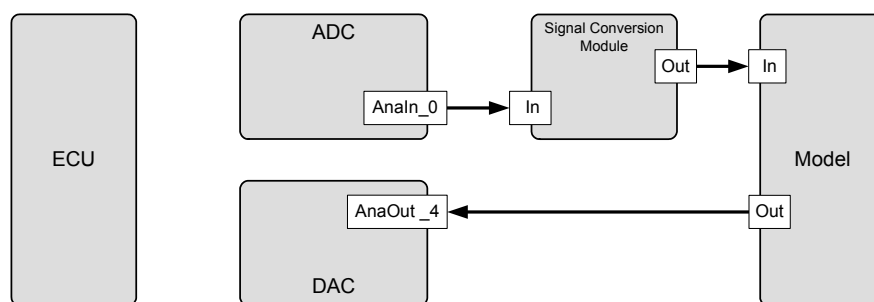 ECU
ADC
AnaIn_0
In
Signal Conversion
Module
Out
In
Model
Out
AnaOut _4
DAC